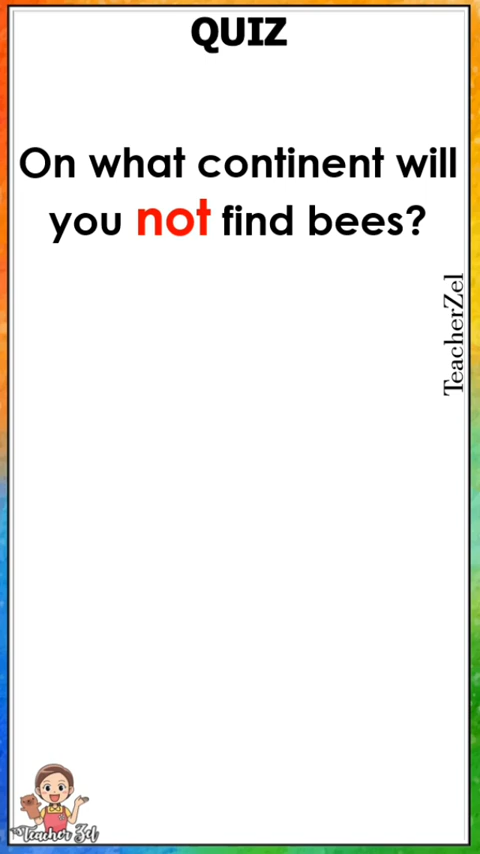 QUIZ
On what continent will
you not find bees?
TeacherZel
Teacher Zel